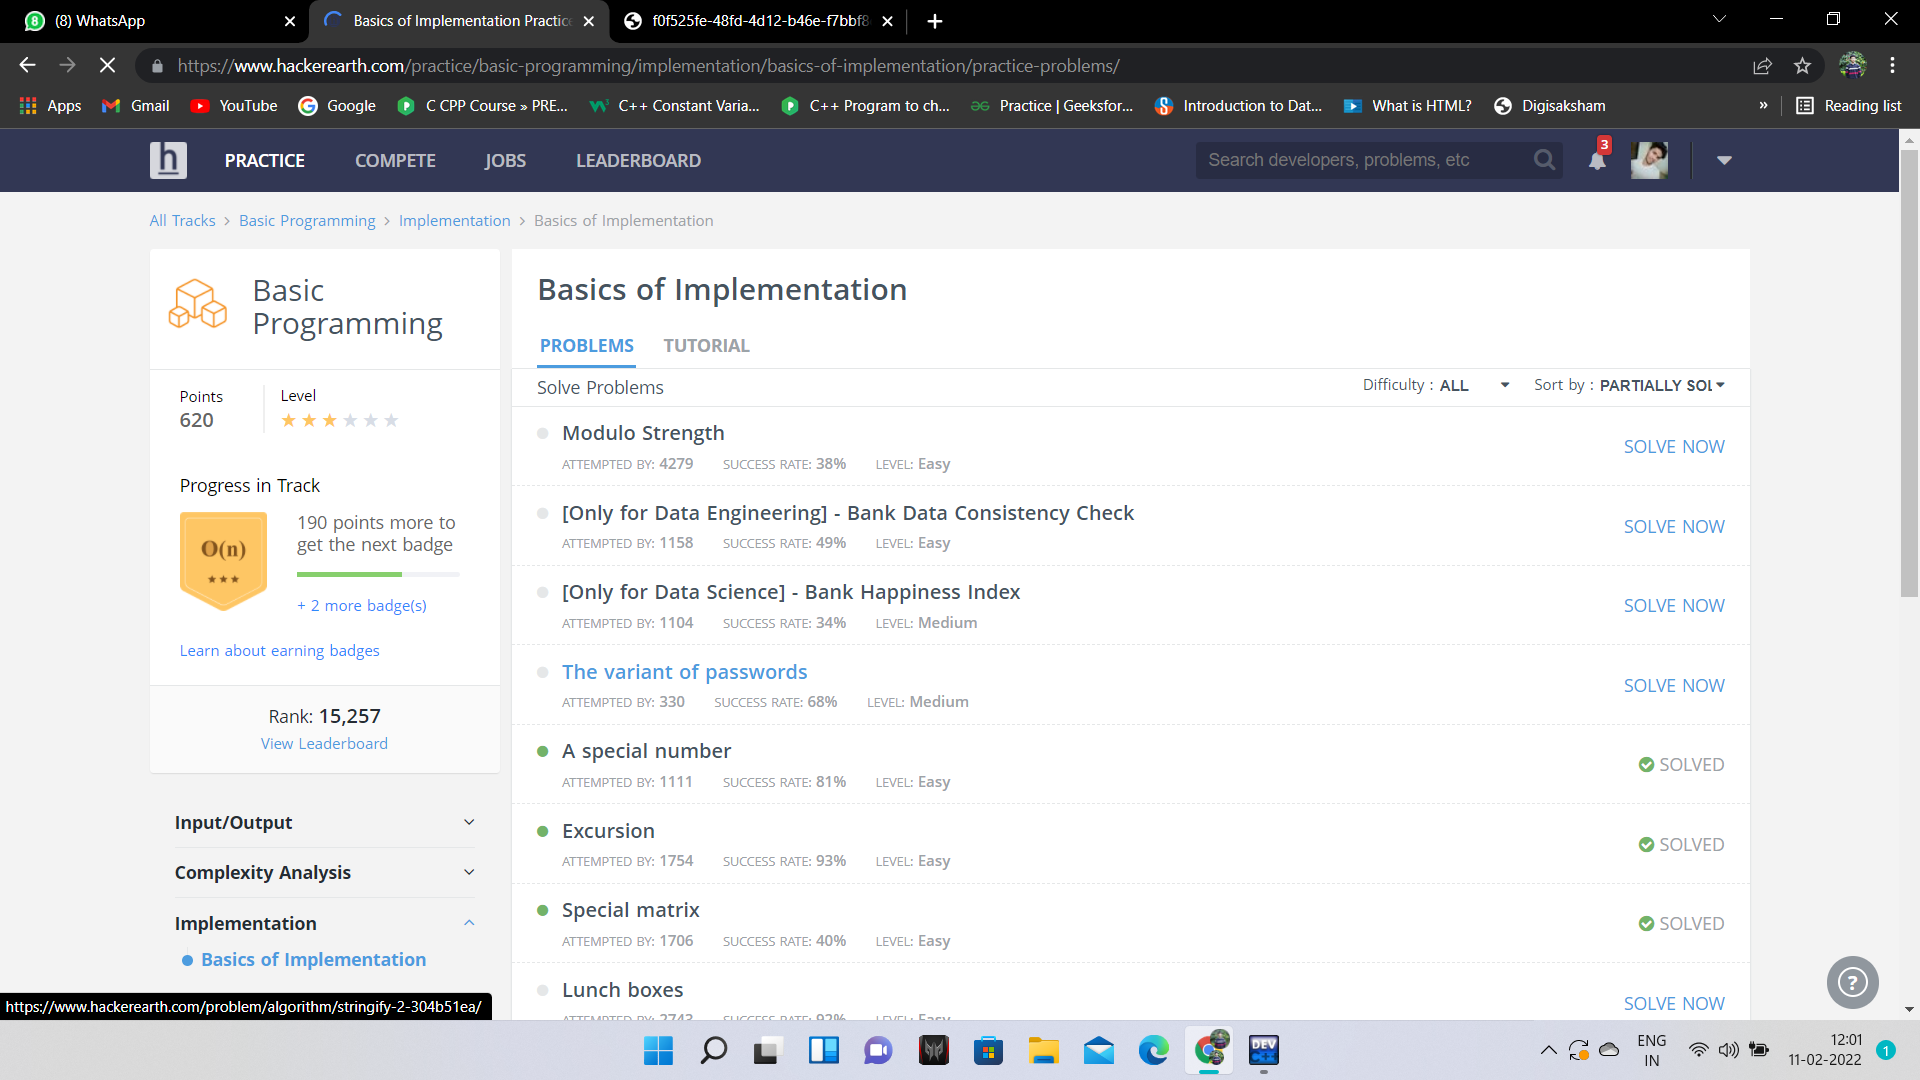 (8) WhatsApp
Basics of Implementation Practic
f0f525fe-48fd-4d12-b46e-f7bbf8
https://www.hackerearth.com/practice/basic-programming/implementation/basics-of-implementation/practice-problems/
Apps
Gmail
YouTube
Google
C CPP Course » PRE...
C++ Constant Varia...
C++ Program to ch...
Practice | Geeksfor...
Introduction to Dat...
What is HTML?
Digisaksham
»
Reading list
h
PRACTICE
COMPETE
JOBS
LEADERBOARD
Search developers, problems, etc
3
All Tracks > Basic Programming > Implementation > Basics of Implementation
Basic
Programming
Points
620
Level
Progress in Track
O(n)
190 points more to
get the next badge
+ 2 more badge(s)
Learn about earning badges
Rank: 15,257
View Leaderboard
Input/Output
Complexity Analysis
Implementation
Basics of Implementation
Basics of Implementation
PROBLEMS
TUTORIAL
Solve Problems
Difficulty : ALL
Sort by : PARTIALLY SOL
Modulo Strength
ATTEMPTED BY: 4279 SUCCESS RATE: 38% LEVEL: Easy
SOLVE NOW
[Only for Data Engineering] - Bank Data Consistency Check
ATTEMPTED BY: 1158 SUCCESS RATE: 49% LEVEL: Easy
SOLVE NOW
[Only for Data Science] - Bank Happiness Index
ATTEMPTED BY: 1104 SUCCESS RATE: 34% LEVEL: Medium
SOLVE NOW
The variant of passwords
ATTEMPTED BY: 330 SUCCESS RATE: 68% LEVEL: Medium
SOLVE NOW
A special number
ATTEMPTED BY: 1111 SUCCESS RATE: 81% LEVEL: Easy
SOLVED
Excursion
ATTEMPTED BY: 1754 SUCCESS RATE: 93% LEVEL: Easy
SOLVED
Special matrix
ATTEMPTED BY: 1706 SUCCESS RATE: 40% LEVEL: Easy
SOLVED
Lunch boxes
ATTEMPTED BY: 2743 SUCCESS RATE: 92% LEVEL: Easy
SOLVE NOW
?
https://www.hackerearth.com/problem/algorithm/stringify-2-304b51ea/
DEV
C++
ENG
IN
12:01
11-02-2022
1